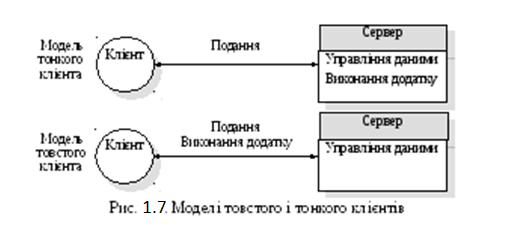 Модель
тонкого
клієнта
Клієнт
Подання
Сервер
Управління даними
Виконання додатку
Модель
товстого
клієнта
Клієнт
Подання
Виконання додатку
Сервер
Управління даними
Рис. 1.7. Моделі товстого і тонкого клієнтів